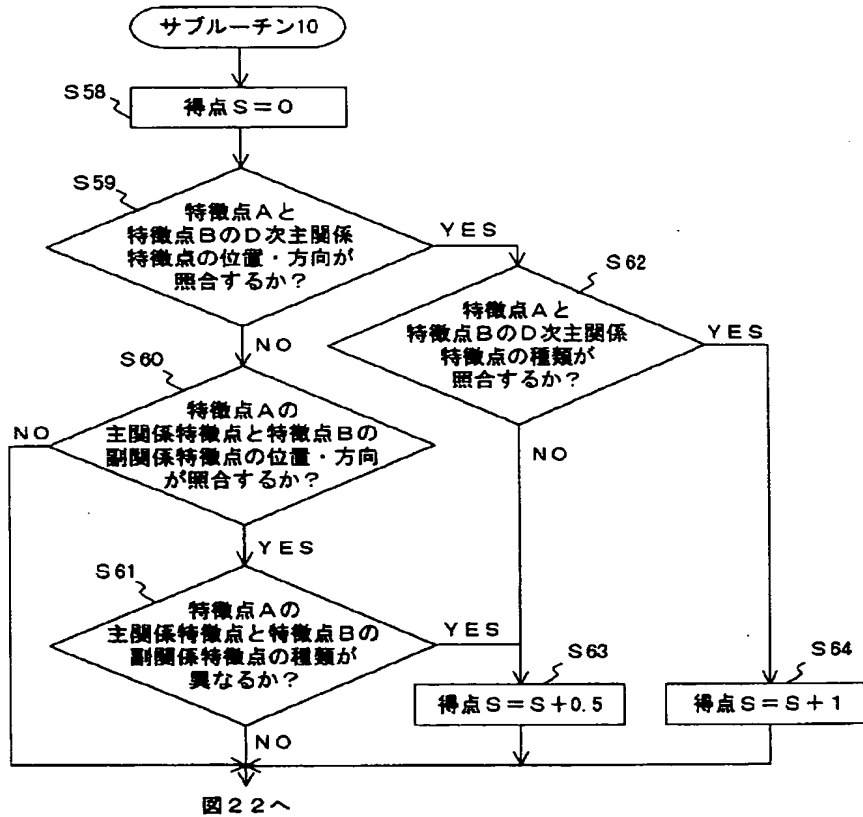 サブルーチン10
S58
得点S=0
S59
特徴点Aと
特徴点BのD次主関係
特徴点の位置・方向が
照合するか?
YES
S62
特徴点Aと
特徴点BのD次主関係
特徴点の種類が
照合するか?
YES
NO
S60
特徴点Aの
主関係特徴点と特徴点Bの
副関係特徴点の位置・方向
が照合するか?
NO
NO
YES
S61
特徴点Aの
主関係特徴点と特徴点Bの
副関係特徴点の種類が
異なるか?
YES
S63
得点S=S+0.5
S64
得点S=S+1
NO
図22へ